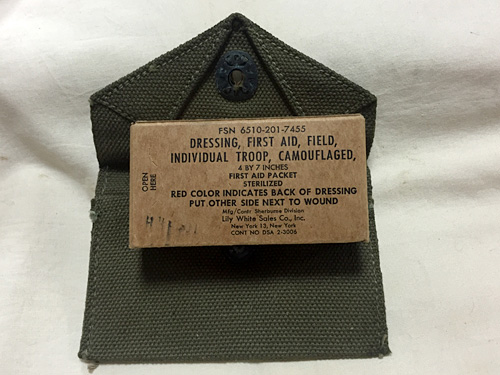 FSN 6510-201-7455
DRESSING, FIRST AID, FIELD,
INDIVIDUAL TROOP, CAMOUFLAGED,
4 BY 7 INCHES
FIRST AID PACKET
STERILIZED
RED COLOR INDICATES BACK OF DRESSING
PUT OTHER SIDE NEXT TO WOUND
Mfg/Contr Sherburne Division
Lily White Sales Co., Inc.
New York 13, New York
CONT NO DSA 2-3006
OPEN
HERE